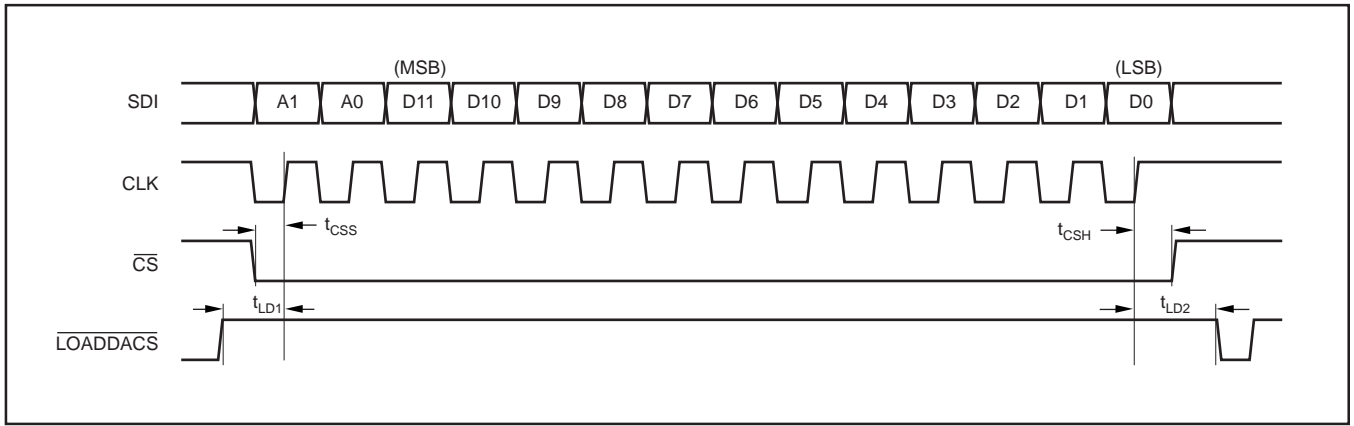 (MSB) (LSB)
SDI A1 A0 D11 D10 D9 D8 D7 D6 D5 D4 D3 D2 D1 D0
CLK
tCSS tCSH
CS
tLD1 tLD2
LOADDACS